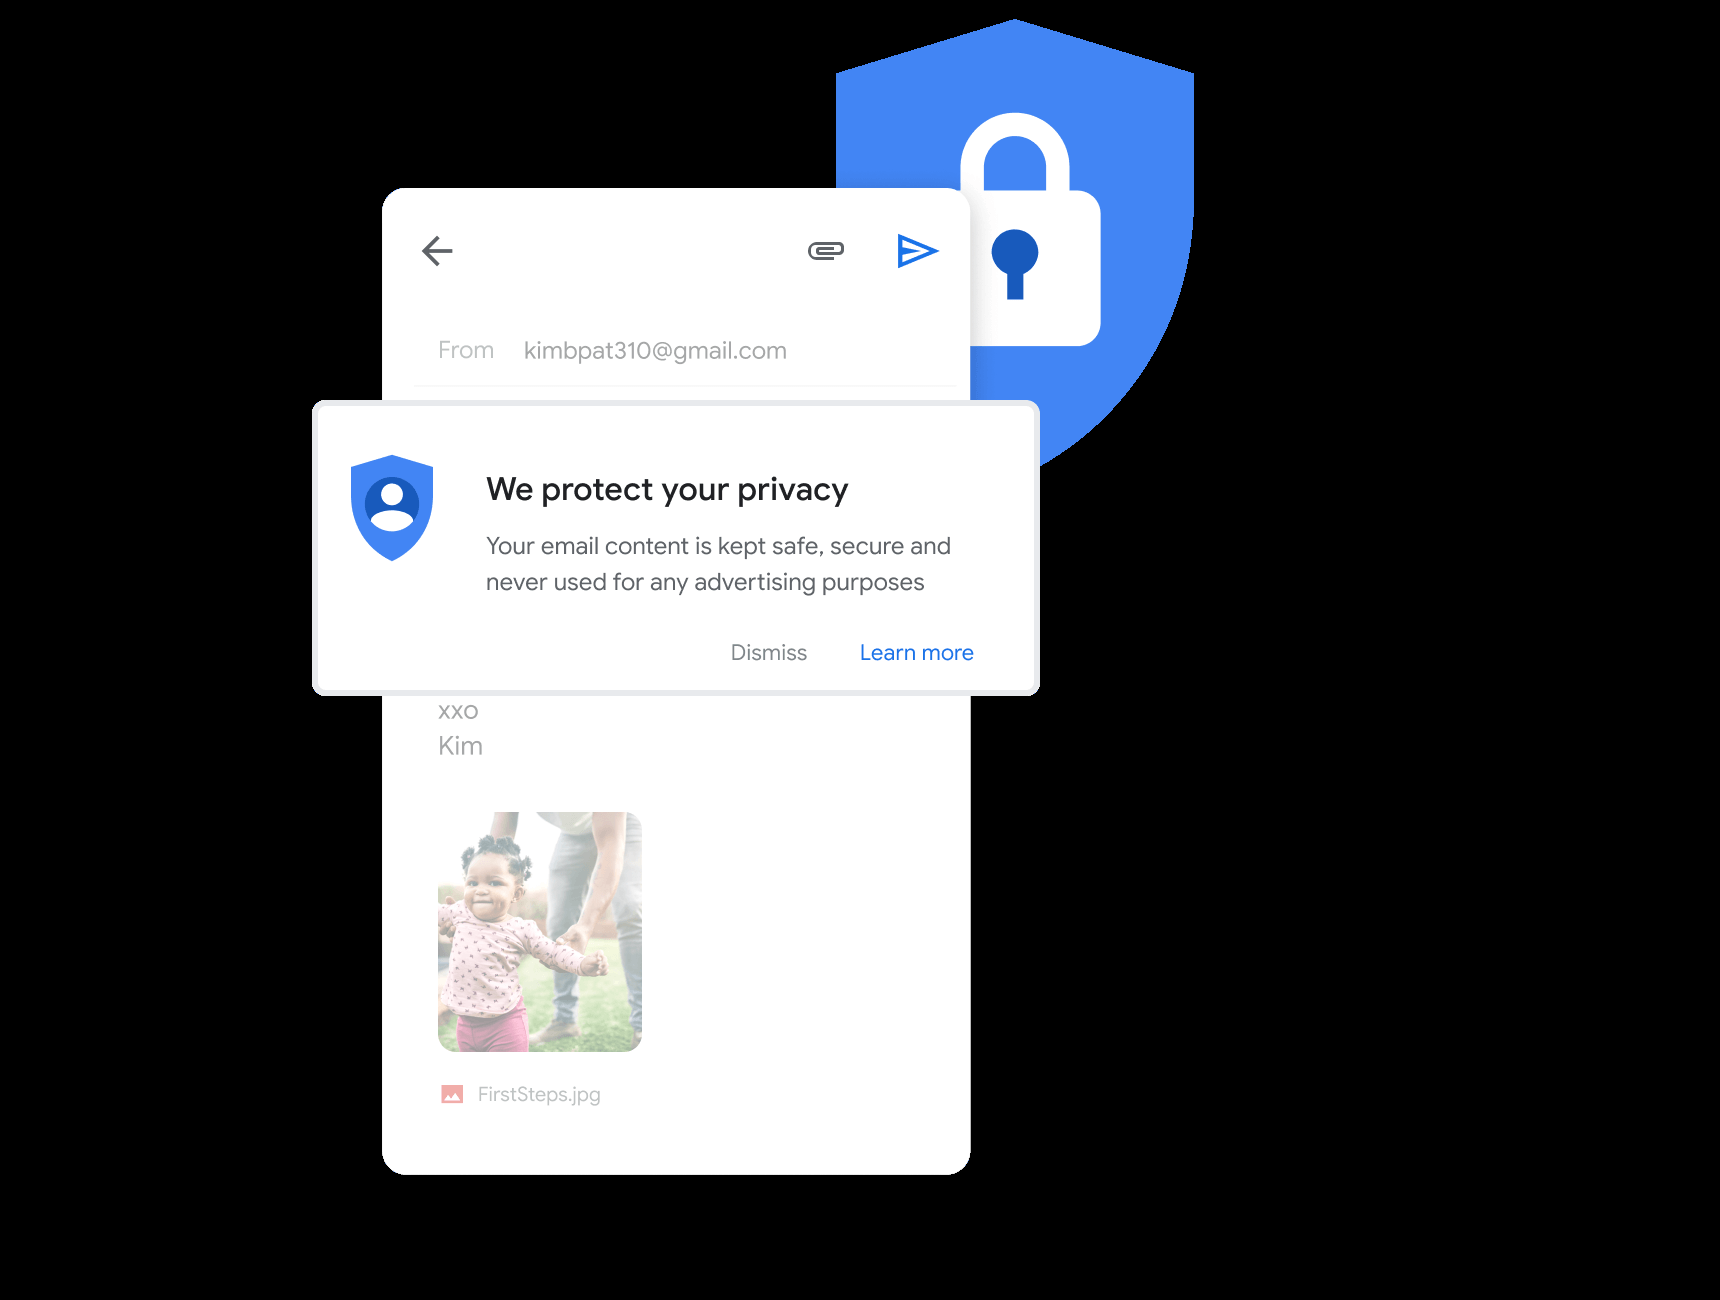 From kimbpat310@gmail.com
We protect your privacy
Your email content is kept safe, secure and
never used for any advertising purposes
Dismiss Learn more
xxo
Kim
FirstSteps.jpg